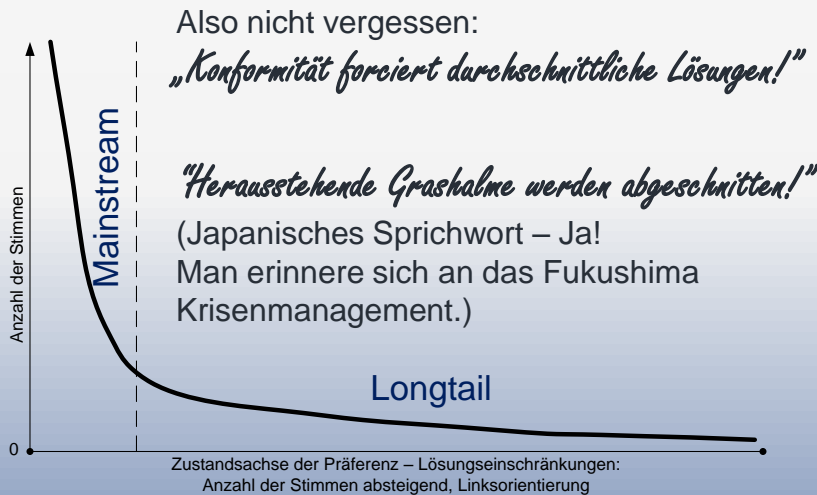 Also nicht vergessen:
„Konformität forciert durchschnittliche Lösungen!”
“Herausstehende Grashalme werden abgeschnitten!”
(Japanisches Sprichwort – Ja!
Man erinnere sich an das Fukushima
Krisenmanagement.)
Anzahl der Stimmen
Mainstream
Longtail
0
Zustandsachse der Präferenz – Lösungseinschränkungen:
Anzahl der Stimmen absteigend, Linksorientierung